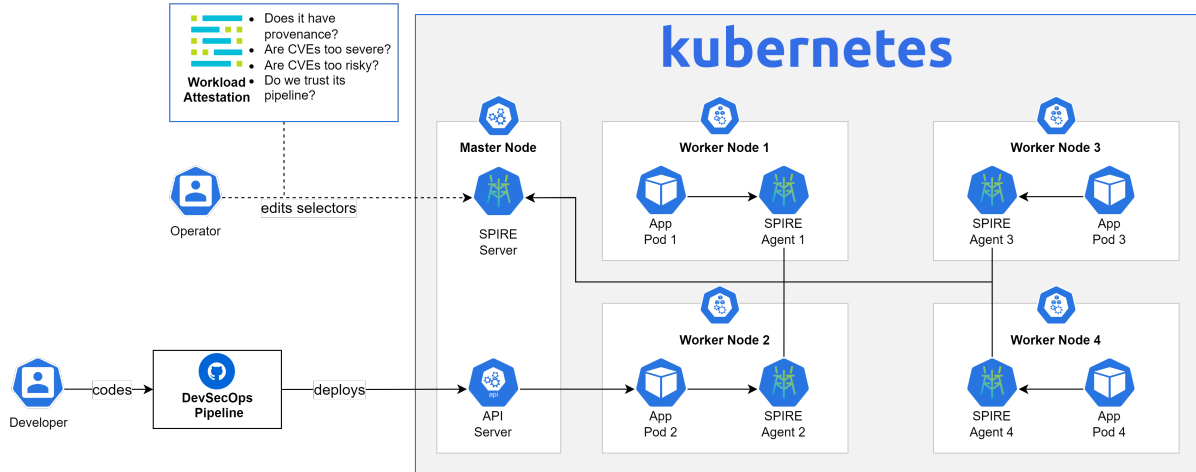 Does it have
provenance?
Are CVEs too severe?
Are CVEs too risky?
Do we trust its
pipeline?
Workload
Attestation
kubernetes
Master Node
Worker Node 1
Worker Node 3
Operator
edits selectors
SPIRE
Server
App
Pod 1
SPIRE
Agent 1
SPIRE
Agent 3
App
Pod 3
Worker Node 2
Worker Node 4
Developer
codes
DevSecOps
Pipeline
deploys
api
API
Server
App
Pod 2
SPIRE
Agent 2
SPIRE
Agent 4
App
Pod 4